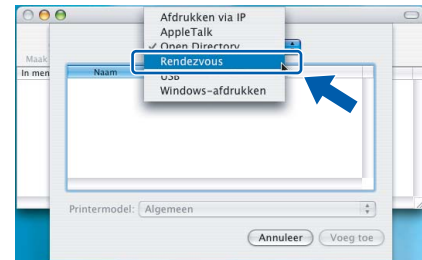 Afdrukken via IP
AppleTalk
✓ Open Directory
Rendezvous
USB
Windows-afdrukken
Maak
In men
Naam
Printermodel: Algemeen
Annuleer Voeg toe